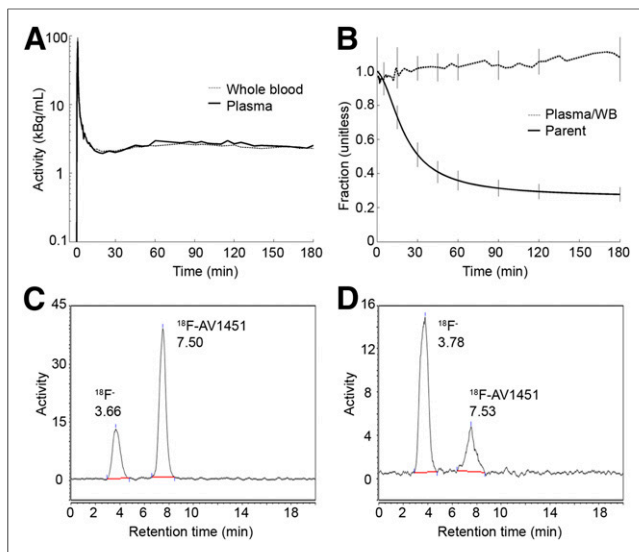 A
100
10
1
0.1
Activity (kBq/mL)
Whole blood
Plasma
0 30 60 90 120 150 180
Time (min)
B
1.0
0.8
0.6
0.4
0.2
0
Fraction (unitless)
Plasma/WB
Parent
0 30 60 90 120 150 180
Time (min)
C
45
30
15
0
Activity
¹⁸F⁻
3.66
¹⁸F-AV1451
7.50
0 2 4 6 8 10 12 14 16
Retention time (min)
D
16
12
8
4
0
Activity
¹⁸F⁻
3.78
¹⁸F-AV1451
7.53
0 2 4 6 8 10 12 14 16
Retention time (min)